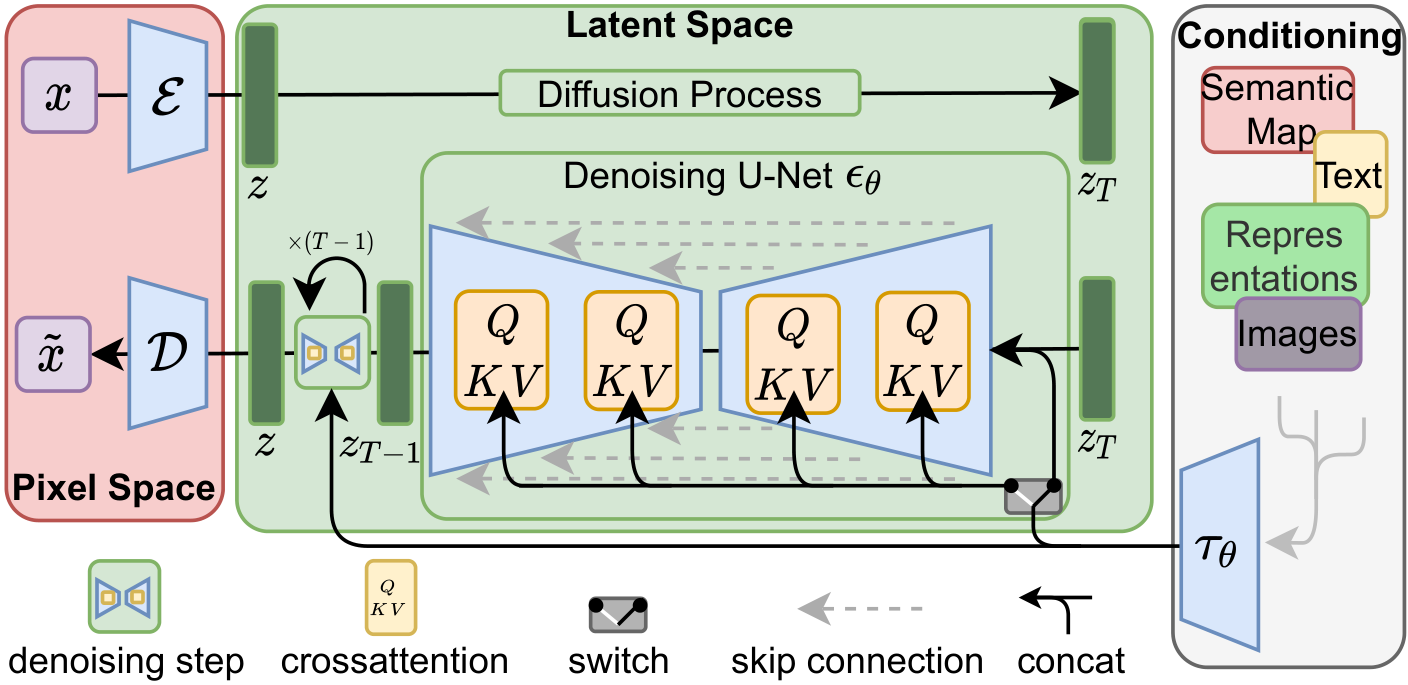 Latent Space
Conditioning
x
ℰ
Diffusion Process
Semantic
Map
Text
z
z_T
Denoising U-Net ϵ_θ
Repres
entations
Images
×(T − 1)
Q
KV
Q
KV
Q
KV
Q
KV
x̃
𝒟
z
z_{T−1}
z_T
Pixel Space
τ_θ
Q
KV
denoising step
crossattention
switch
skip connection
concat